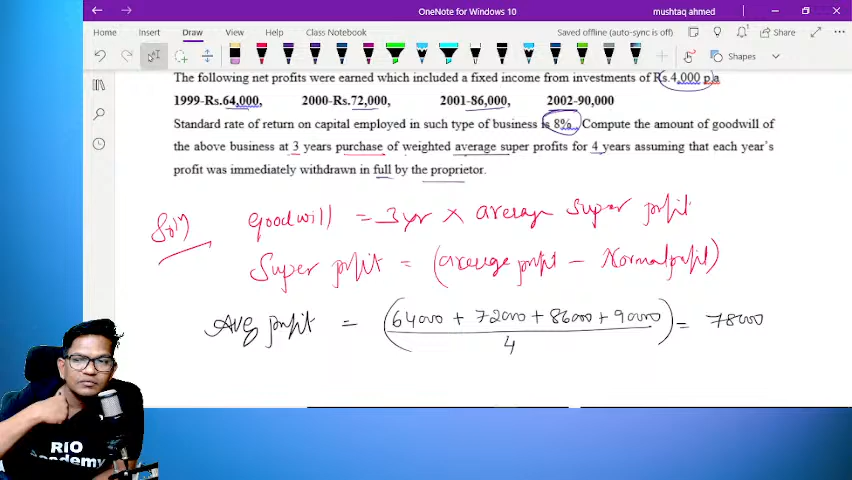 OneNote for Windows 10
mushtaq ahmed
Home Insert Draw View Help Class Notebook
Saved offline (auto-sync is off)
Share
Shapes
The following net profits were earned which included a fixed income from investments of Rs.4,000 p/a
1999-Rs.64,000, 2000-Rs.72,000, 2001-86,000, 2002-90,000
Standard rate of return on capital employed in such type of business is 8%. Compute the amount of goodwill of
the above business at 3 years purchase of weighted average super profits for 4 years assuming that each year's
profit was immediately withdrawn in full by the proprietor.
Soln goodwill = 3 yr × average super profit
Super profit = (average profit - Normal profit)
Avg profit = (64000 + 72000 + 86000 + 90000 / 4) = 78000
RIO
Academy